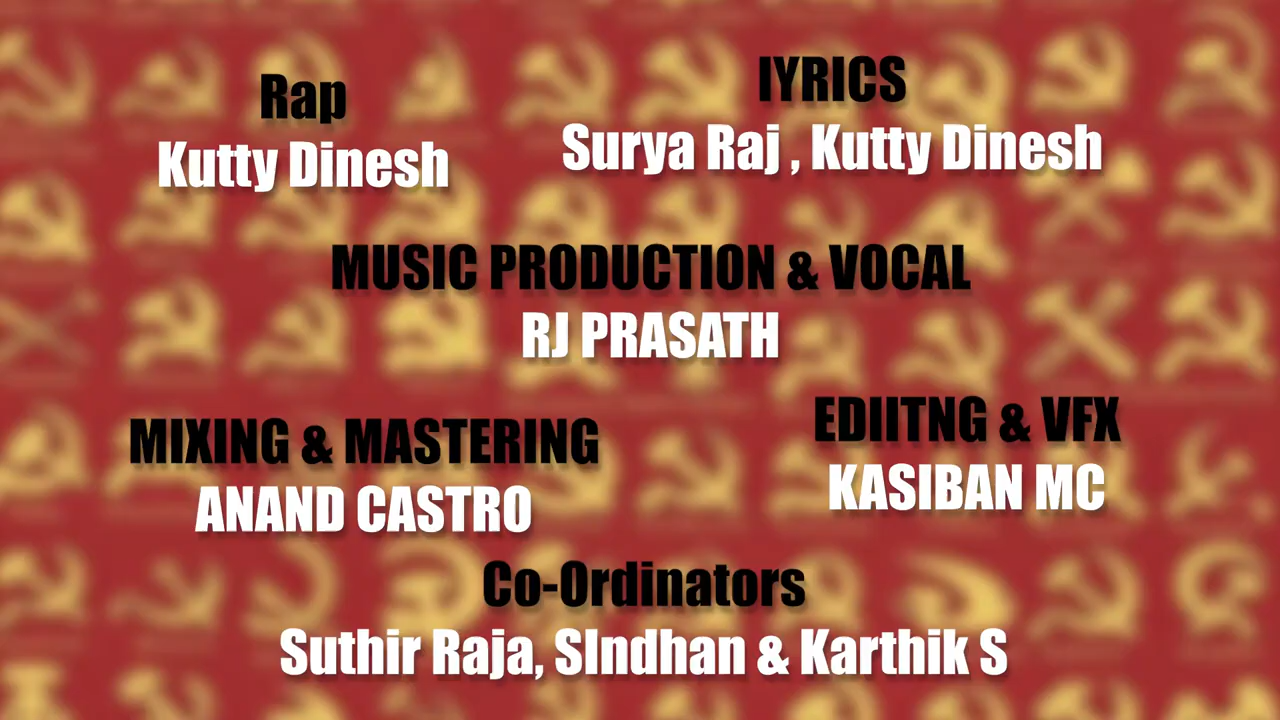 Rap
Kutty Dinesh
lYRICS
Surya Raj , Kutty Dinesh
MUSIC PRODUCTION & VOCAL
RJ PRASATH
MIXING & MASTERING
ANAND CASTRO
EDIITNG & VFX
KASIBAN MC
Co-Ordinators
Suthir Raja, SIndhan & Karthik S